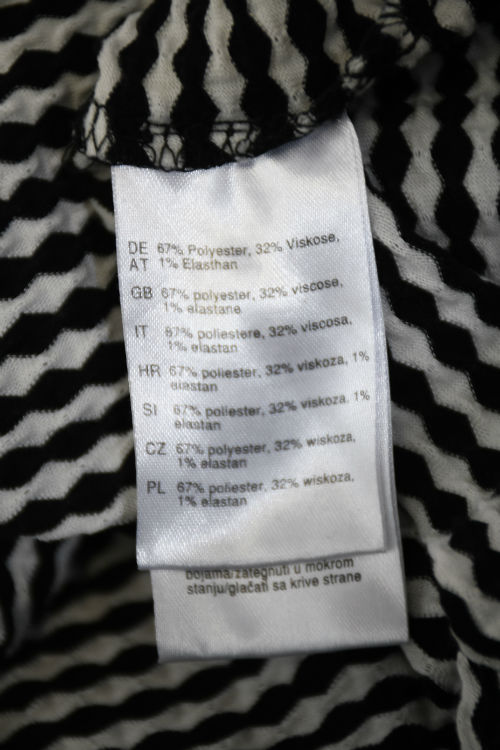 DE 67% Polyester, 32% Viskose,
AT 1% Elasthan
GB 67% polyester, 32% viscose,
1% elastane
IT 67% poliestere, 32% viscosa,
1% elastan
HR 67% poliester, 32% viskoza, 1%
elastan
SI 67% poliester, 32% viskoza, 1%
elastan
CZ 67% polyester, 32% wiskoza,
1% elastan
PL 67% poliester, 32% wiskoza,
1% elastan
bojama/zategnuti u mokrom
stanju/glačati sa krive strane